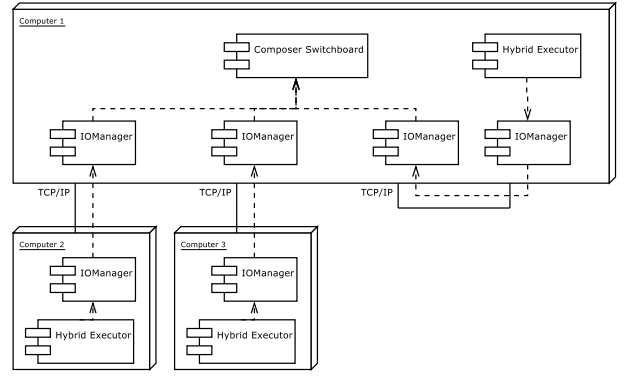 Computer 1
Composer Switchboard
Hybrid Executor
IOManager
IOManager
IOManager
IOManager
TCP/IP
TCP/IP
TCP/IP
Computer 2
Computer 3
IOManager
IOManager
Hybrid Executor
Hybrid Executor